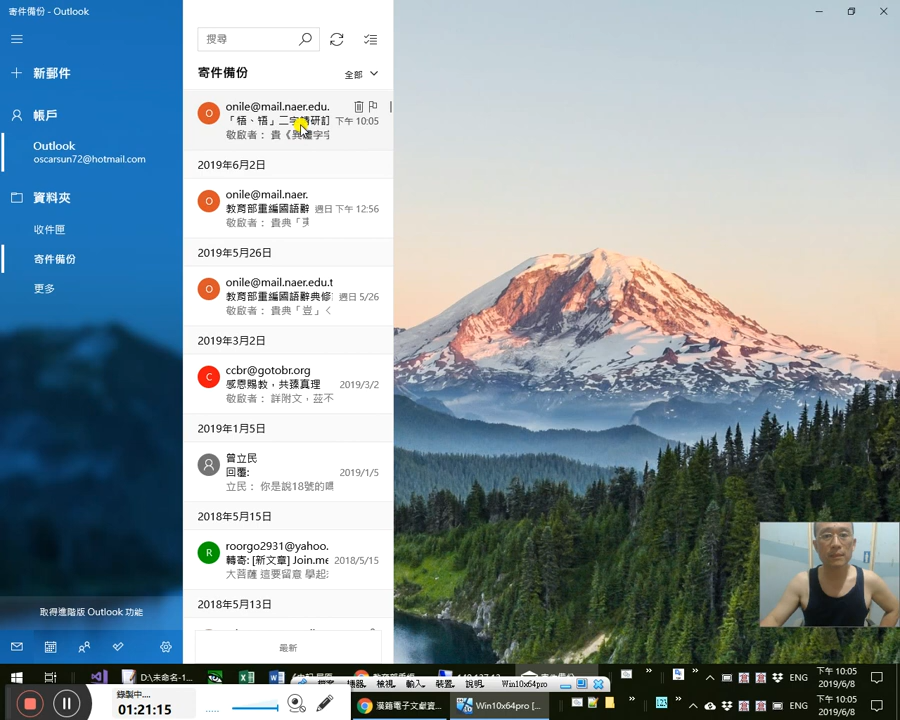 寄件備份 - Outlook
新郵件
帳戶
Outlook
oscarsun72@hotmail.com
資料夾
收件匣
寄件備份
更多
取得進階版 Outlook 功能
搜尋
寄件備份
全部
O
onile@mail.naer.edu.
下午 10:05
敬啟者：
2019年6月2日
O
onile@mail.naer.
教育部重編國語辭 週日 下午 12:56
敬啟者： 貴典「
2019年5月26日
O
onile@mail.naer.edu.t
教育部重編國語辭典修 週日 5/26
敬啟者： 貴典「豈」
2019年3月2日
C
ccbr@gotobr.org
感恩賜教，共臻真理 2019/3/2
敬啟者： 詳附文，茲不
2019年1月5日
曾立民
回覆: 2019/1/5
立民： 你是說18號的嗎
2018年5月15日
R
roorgo2931@yahoo.
轉寄: [新文章] Join.me 2018/5/15
大菩薩 這要留意 學起:
2018年5月13日
最新
D:\未命名-1...
ENG
下午 10:05
2019/6/8
檢視 輸入 裝置 說明 Win10x64pro
錄製中....
01:21:15
漢籍電子文獻資...
Win10x64pro [...
ENG
下午 10:05
2019/6/8